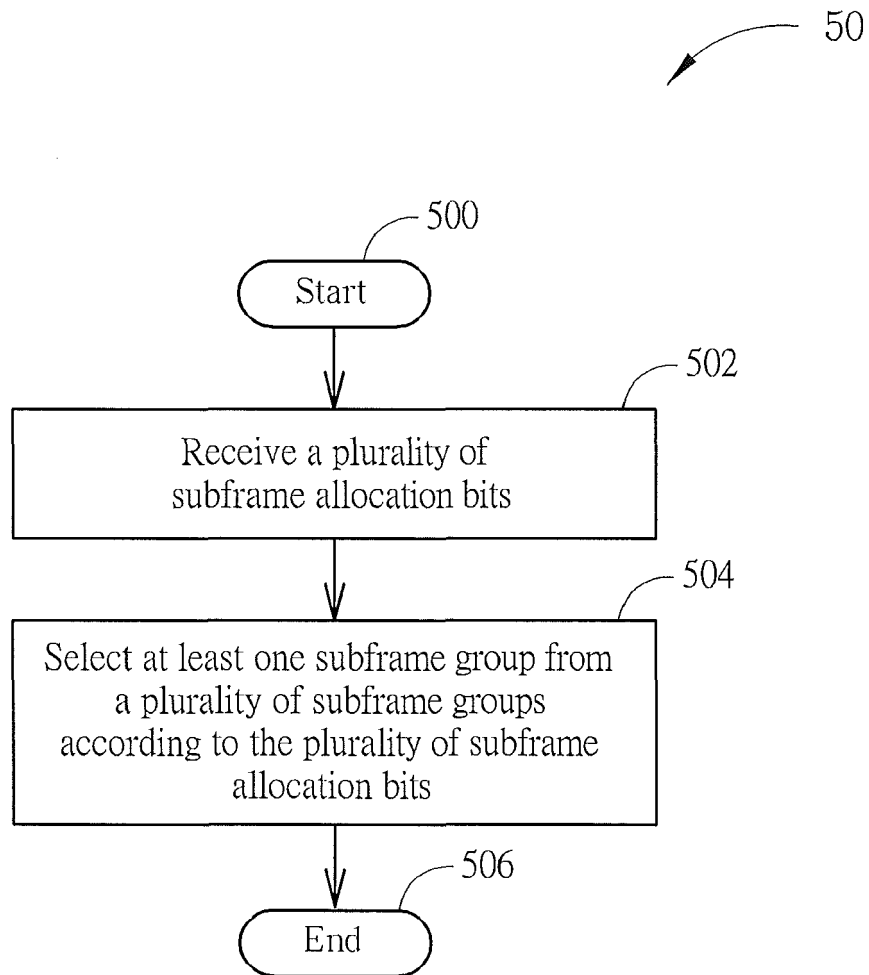 50
500
Start
502
Receive a plurality of
subframe allocation bits
504
Select at least one subframe group from
a plurality of subframe groups
according to the plurality of subframe
allocation bits
506
End